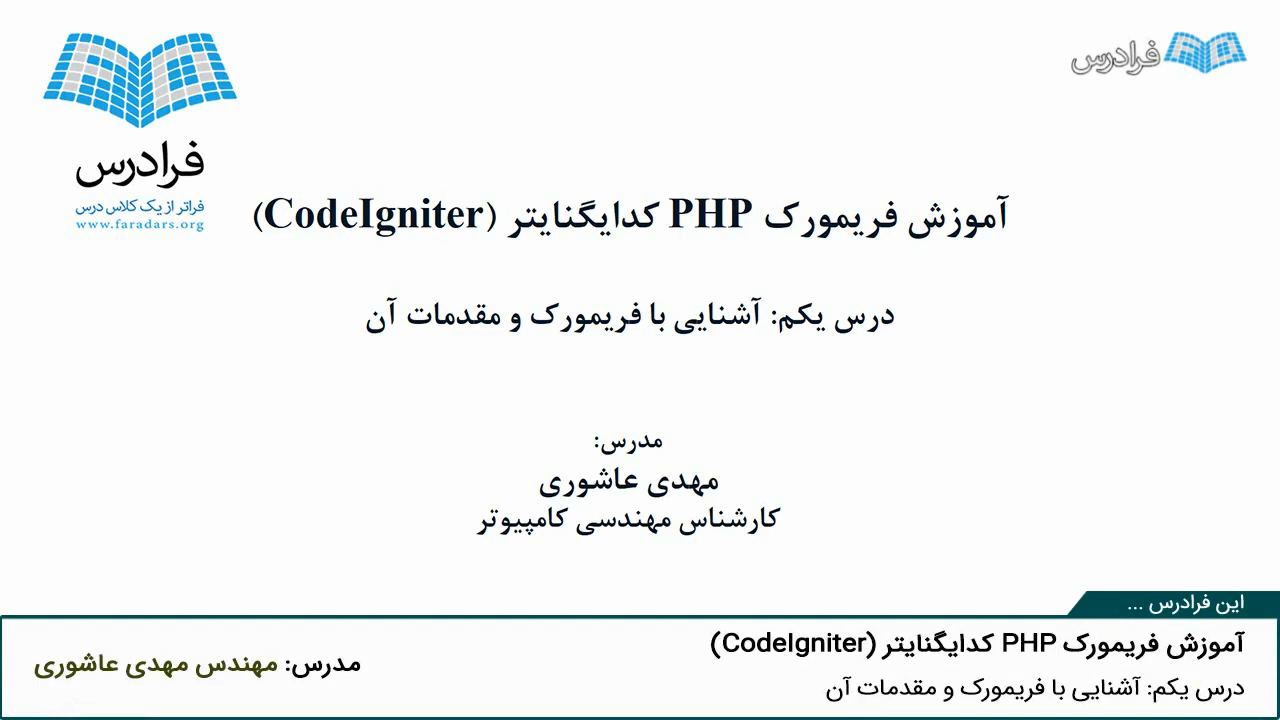 فرادرس
فرادرس
فراتر از یک کلاس درس
www.faradars.org
آموزش فریمورک PHP کدایگنایتر (CodeIgniter)
درس یکم: آشنایی با فریمورک و مقدمات آن
مدرس:
مهدی عاشوری
کارشناس مهندسی کامپیوتر
این فرادرس ...
آموزش فریمورک PHP کدایگنایتر (CodeIgniter)
درس یکم: آشنایی با فریمورک و مقدمات آن
مدرس: مهندس مهدی عاشوری